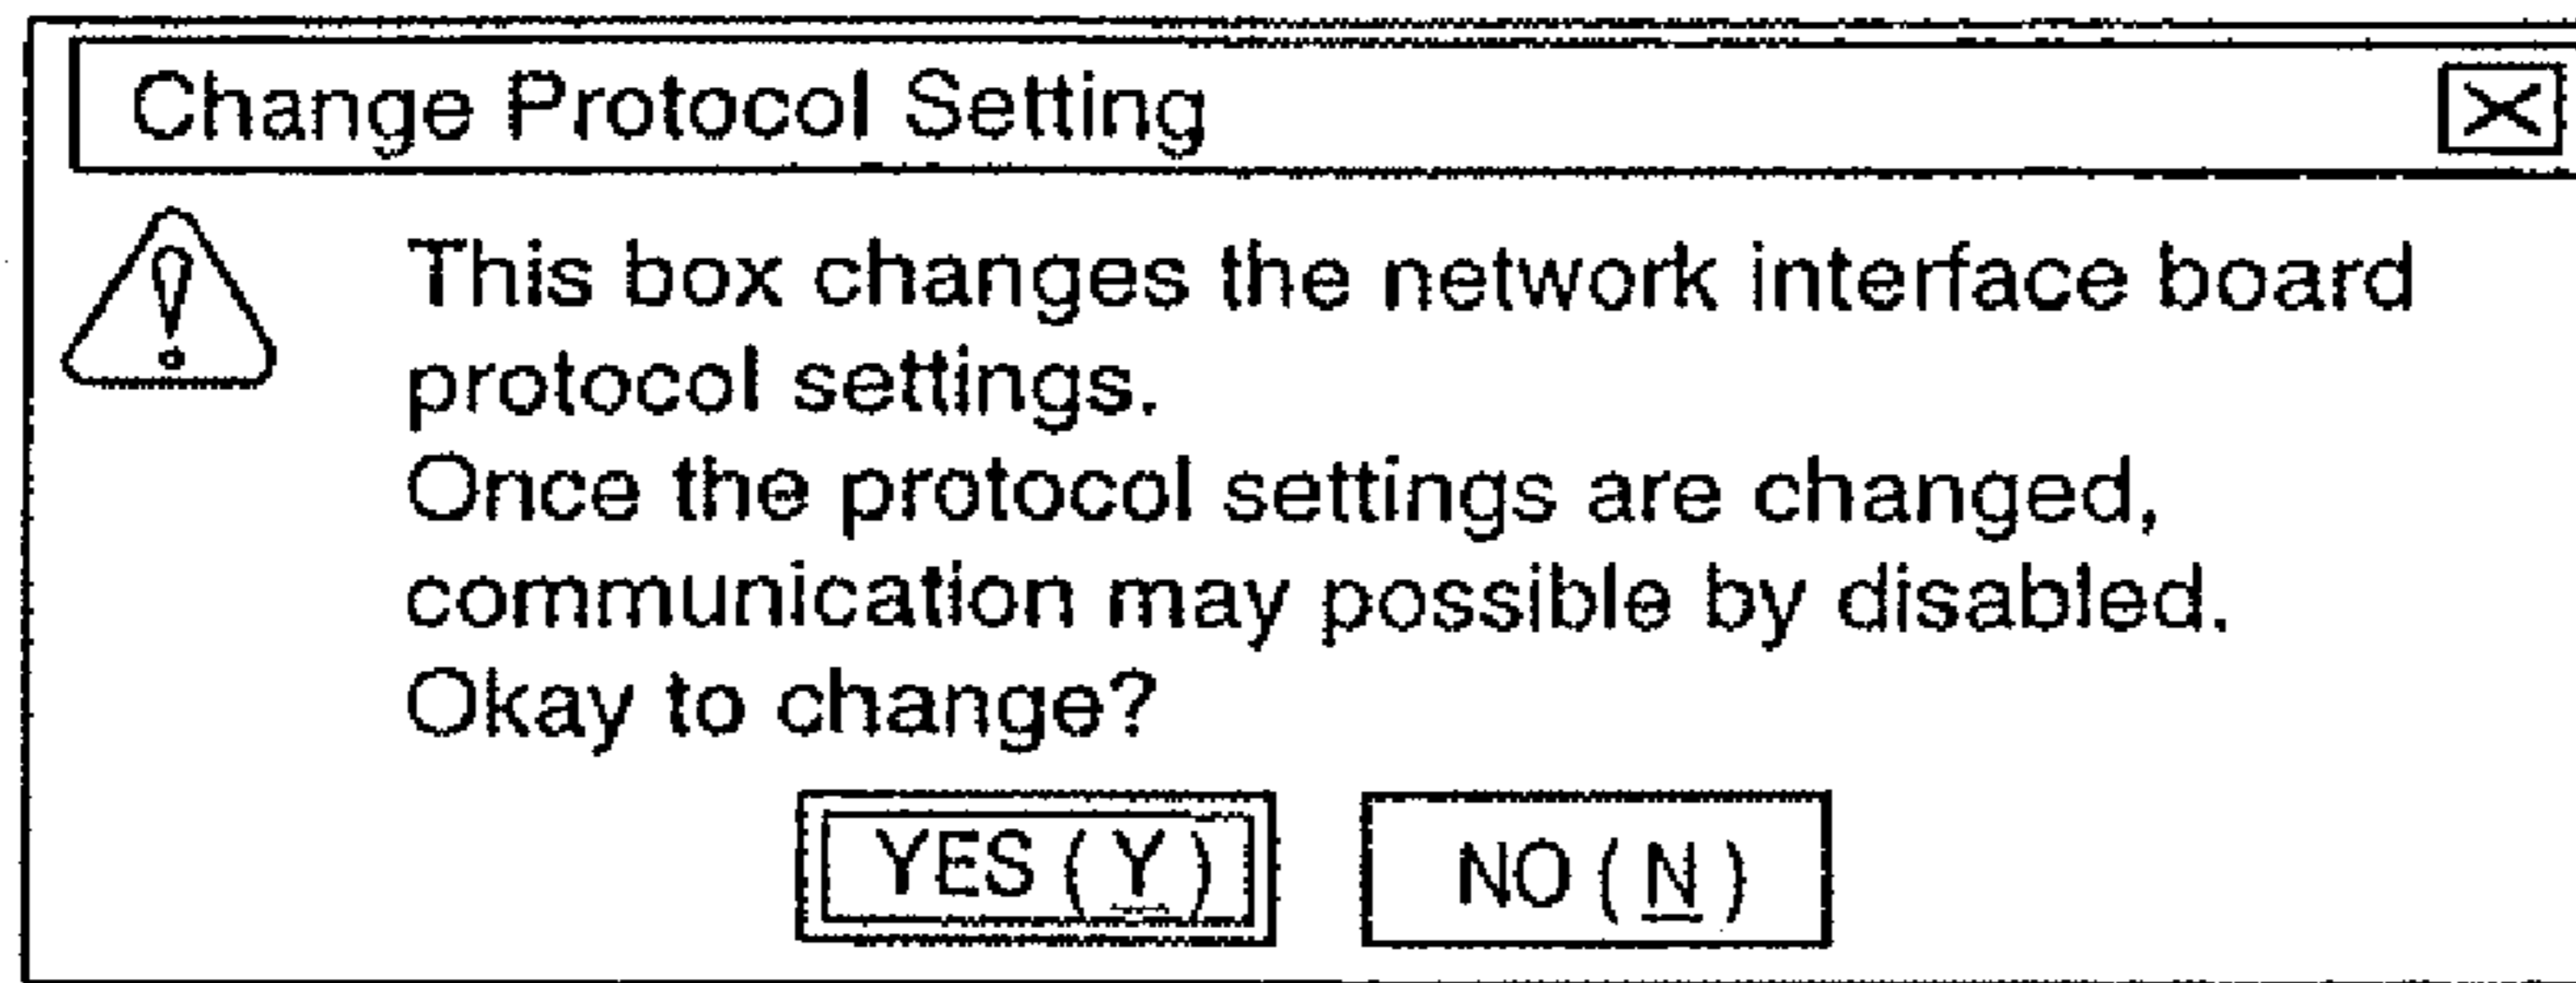 Change Protocol Setting
This box changes the network interface board
protocol settings.
Once the protocol settings are changed,
communication may possible by disabled.
Okay to change?
YES (Y) NO (N)